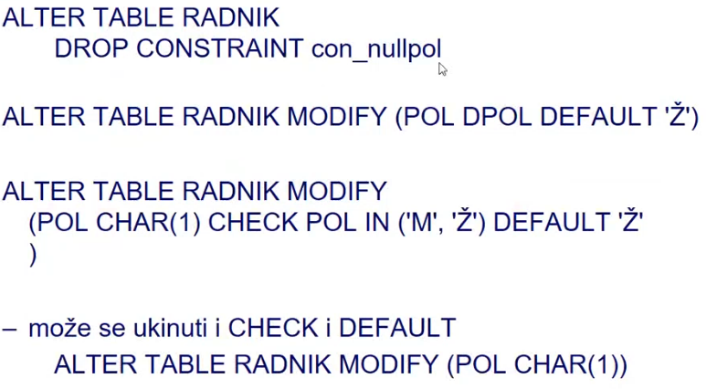 ALTER TABLE RADNIK
DROP CONSTRAINT con_nullpol
ALTER TABLE RADNIK MODIFY (POL DPOL DEFAULT 'Ž')
ALTER TABLE RADNIK MODIFY
(POL CHAR(1) CHECK POL IN ('M', 'Ž') DEFAULT 'Ž'
)
– može se ukinuti i CHECK i DEFAULT
ALTER TABLE RADNIK MODIFY (POL CHAR(1))